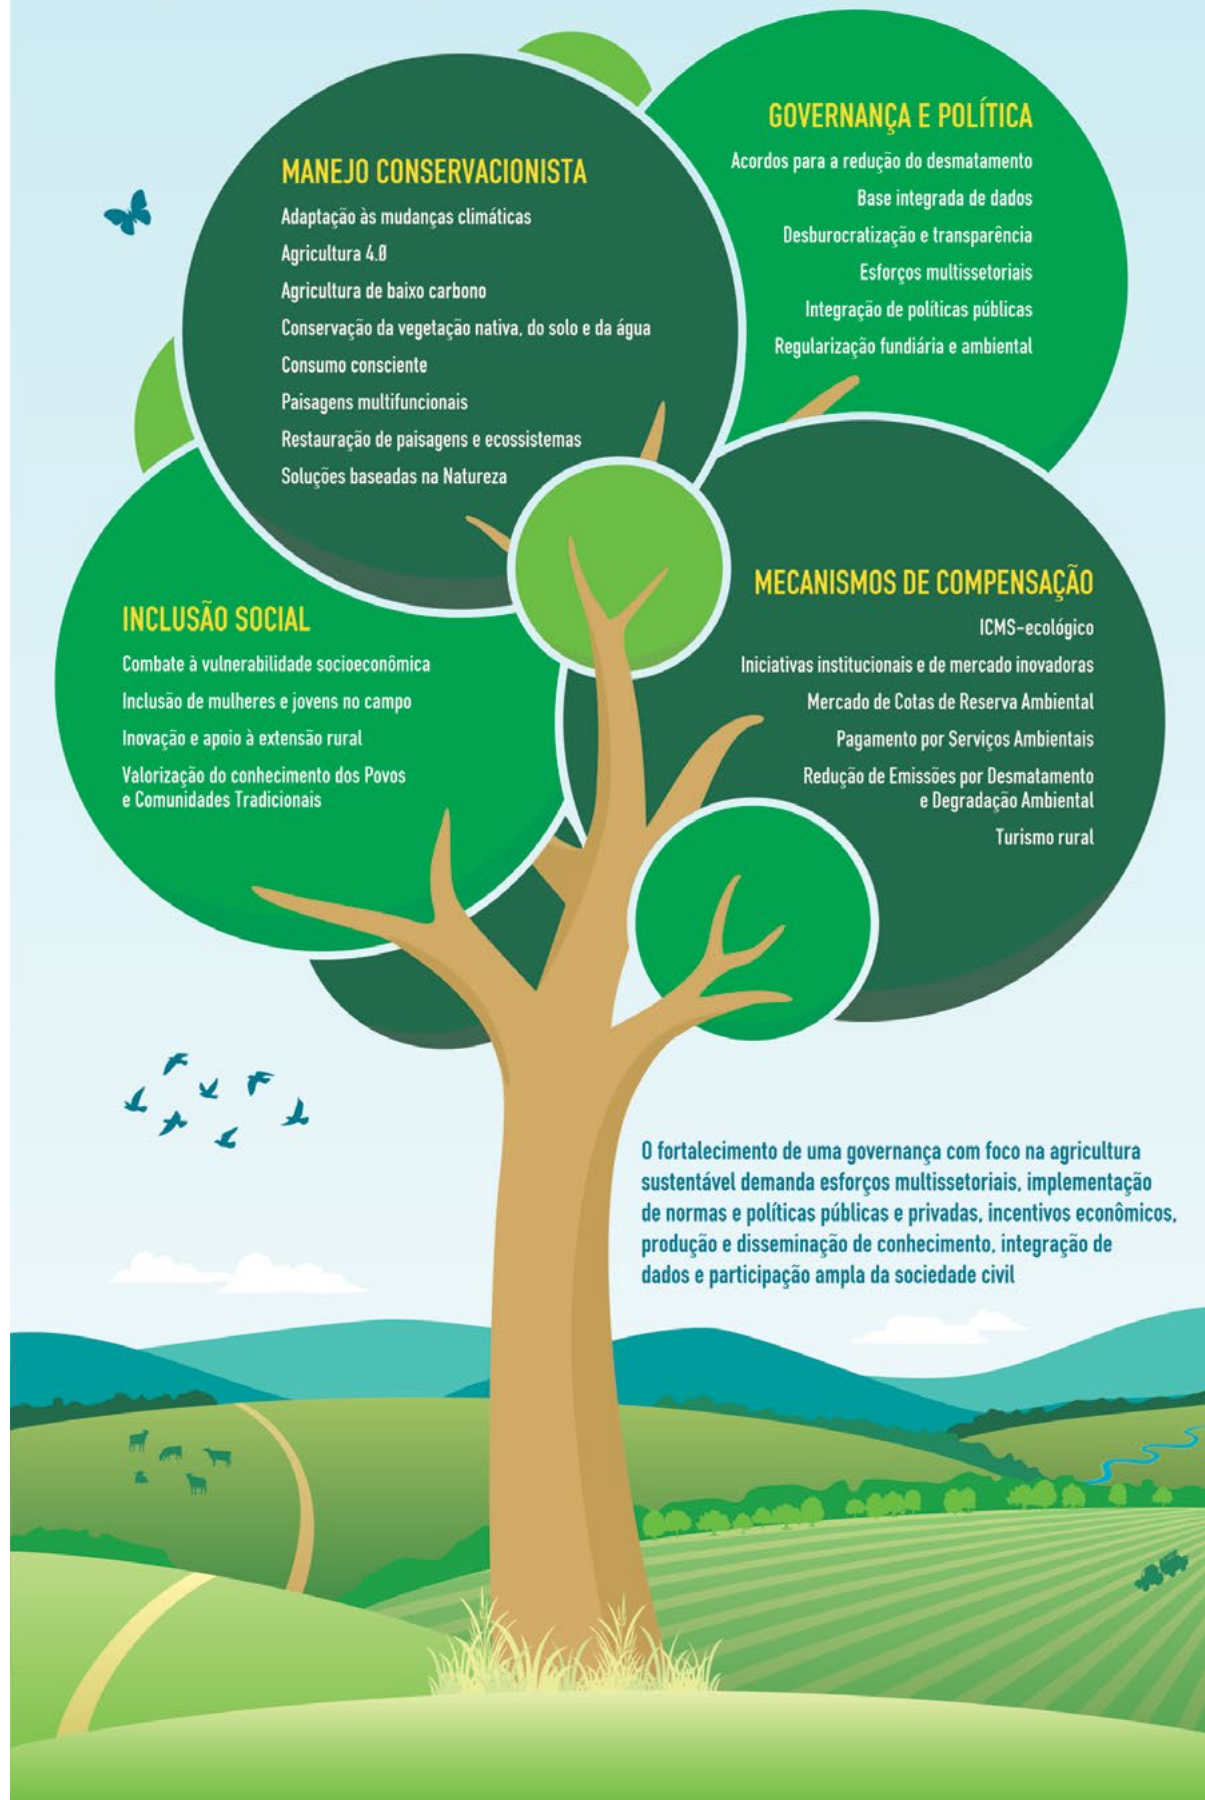 MANEJO CONSERVACIONISTA
Adaptação às mudanças climáticas
Agricultura 4.0
Agricultura de baixo carbono
Conservação da vegetação nativa, do solo e da água
Consumo consciente
Paisagens multifuncionais
Restauração de paisagens e ecossistemas
Soluções baseadas na Natureza
GOVERNANÇA E POLÍTICA
Acordos para a redução do desmatamento
Base integrada de dados
Desburocratização e transparência
Esforços multissetoriais
Integração de políticas públicas
Regularização fundiária e ambiental
INCLUSÃO SOCIAL
Combate à vulnerabilidade socioeconômica
Inclusão de mulheres e jovens no campo
Inovação e apoio à extensão rural
Valorização do conhecimento dos Povos
e Comunidades Tradicionais
MECANISMOS DE COMPENSAÇÃO
ICMS-ecológico
Iniciativas institucionais e de mercado inovadoras
Mercado de Cotas de Reserva Ambiental
Pagamento por Serviços Ambientais
Redução de Emissões por Desmatamento
e Degradação Ambiental
Turismo rural
O fortalecimento de uma governança com foco na agricultura
sustentável demanda esforços multissetoriais, implementação
de normas e políticas públicas e privadas, incentivos econômicos,
produção e disseminação de conhecimento, integração de
dados e participação ampla da sociedade civil